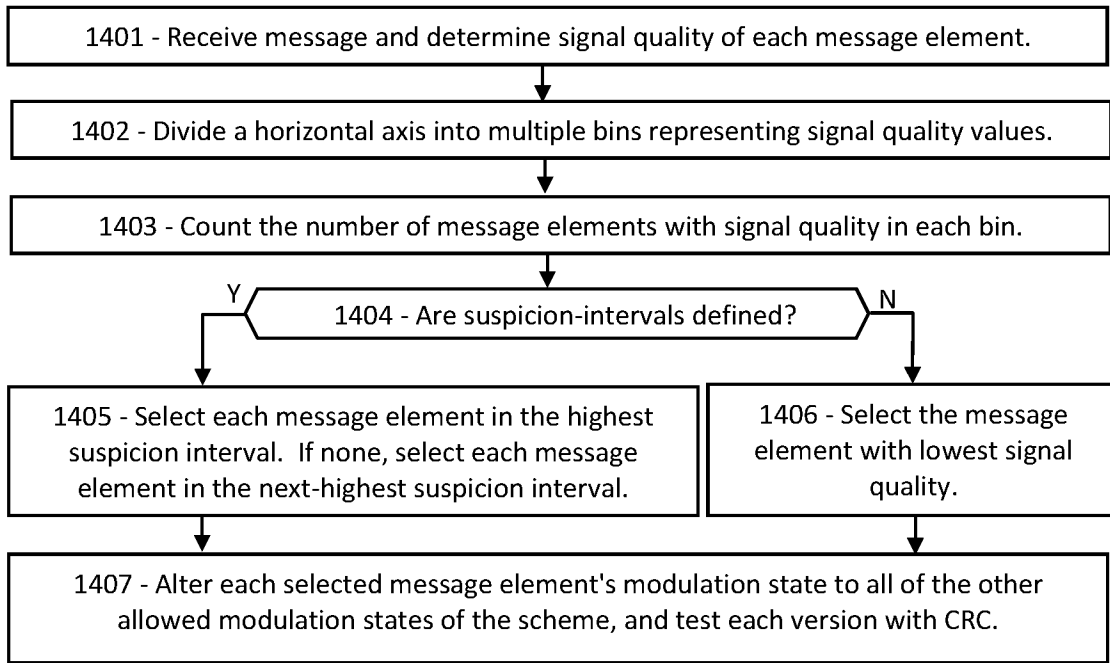 1401 - Receive message and determine signal quality of each message element.
1402 - Divide a horizontal axis into multiple bins representing signal quality values.
1403 - Count the number of message elements with signal quality in each bin.
Y
N
1404 - Are suspicion-intervals defined?
1405 - Select each message element in the highest
suspicion interval.  If none, select each message
element in the next-highest suspicion interval.
1406 - Select the message
element with lowest signal
quality.
1407 - Alter each selected message element's modulation state to all of the other
allowed modulation states of the scheme, and test each version with CRC.